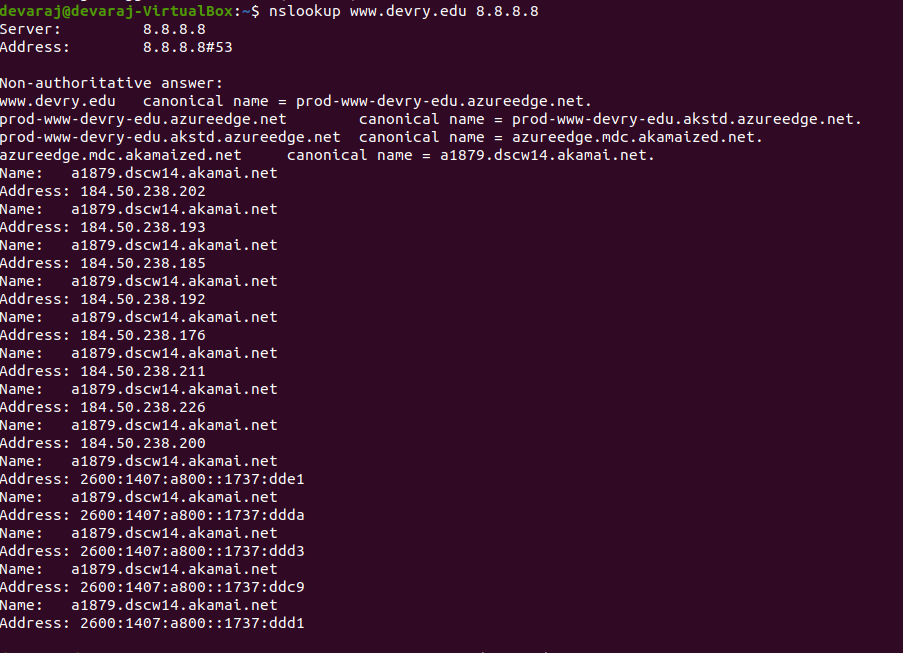 devaraj@devaraj-VirtualBox:~$ nslookup www.devry.edu 8.8.8.8
Server:         8.8.8.8
Address:        8.8.8.8#53

Non-authoritative answer:
www.devry.edu   canonical name = prod-www-devry-edu.azureedge.net.
prod-www-devry-edu.azureedge.net        canonical name = prod-www-devry-edu.akstd.azureedge.net.
prod-www-devry-edu.akstd.azureedge.net  canonical name = azureedge.mdc.akamaized.net.
azureedge.mdc.akamaized.net     canonical name = a1879.dscw14.akamai.net.
Name:   a1879.dscw14.akamai.net
Address: 184.50.238.202
Name:   a1879.dscw14.akamai.net
Address: 184.50.238.193
Name:   a1879.dscw14.akamai.net
Address: 184.50.238.185
Name:   a1879.dscw14.akamai.net
Address: 184.50.238.192
Name:   a1879.dscw14.akamai.net
Address: 184.50.238.176
Name:   a1879.dscw14.akamai.net
Address: 184.50.238.211
Name:   a1879.dscw14.akamai.net
Address: 184.50.238.226
Name:   a1879.dscw14.akamai.net
Address: 184.50.238.200
Name:   a1879.dscw14.akamai.net
Address: 2600:1407:a800::1737:dde1
Name:   a1879.dscw14.akamai.net
Address: 2600:1407:a800::1737:ddda
Name:   a1879.dscw14.akamai.net
Address: 2600:1407:a800::1737:ddd3
Name:   a1879.dscw14.akamai.net
Address: 2600:1407:a800::1737:ddc9
Name:   a1879.dscw14.akamai.net
Address: 2600:1407:a800::1737:ddd1